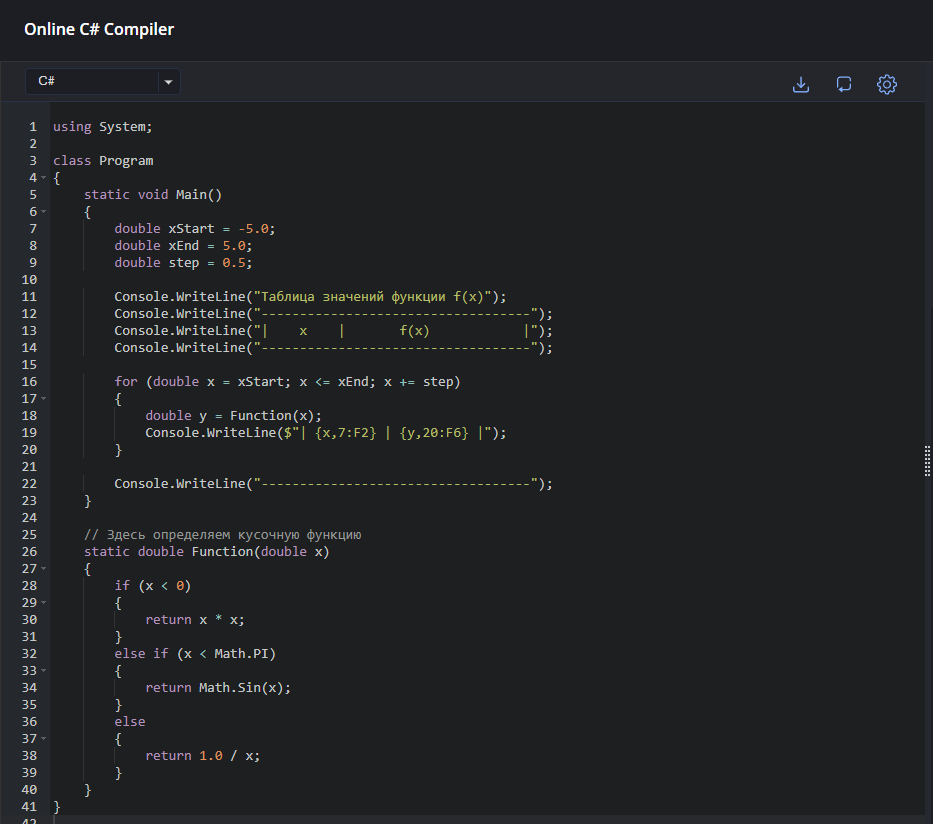 Online C# Compiler
C#
1 using System;
2
3 class Program
4 {
5     static void Main()
6     {
7         double xStart = -5.0;
8         double xEnd = 5.0;
9         double step = 0.5;
10
11         Console.WriteLine("Таблица значений функции f(x)");
12         Console.WriteLine("-----------------------------------");
13         Console.WriteLine("|    x    |       f(x)            |");
14         Console.WriteLine("-----------------------------------");
15
16         for (double x = xStart; x <= xEnd; x += step)
17         {
18             double y = Function(x);
19             Console.WriteLine($"| {x,7:F2} | {y,20:F6} |");
20         }
21
22         Console.WriteLine("-----------------------------------");
23     }
24
25     // Здесь определяем кусочную функцию
26     static double Function(double x)
27     {
28         if (x < 0)
29         {
30             return x * x;
31         }
32         else if (x < Math.PI)
33         {
34             return Math.Sin(x);
35         }
36         else
37         {
38             return 1.0 / x;
39         }
40     }
41 }
42